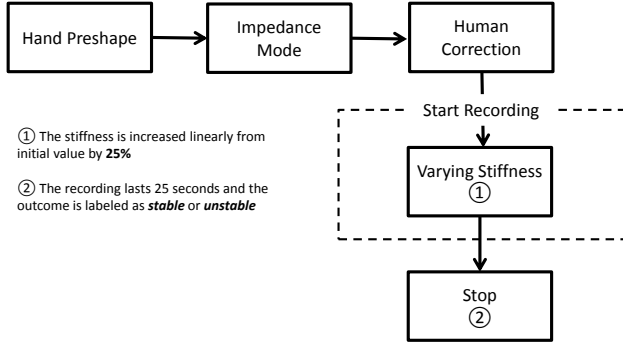 Hand Preshape
Impedance
Mode
Human
Correction
Start Recording
① The stiffness is increased linearly from
initial value by 25%
② The recording lasts 25 seconds and the
outcome is labeled as stable or unstable
Varying Stiffness
①
Stop
②